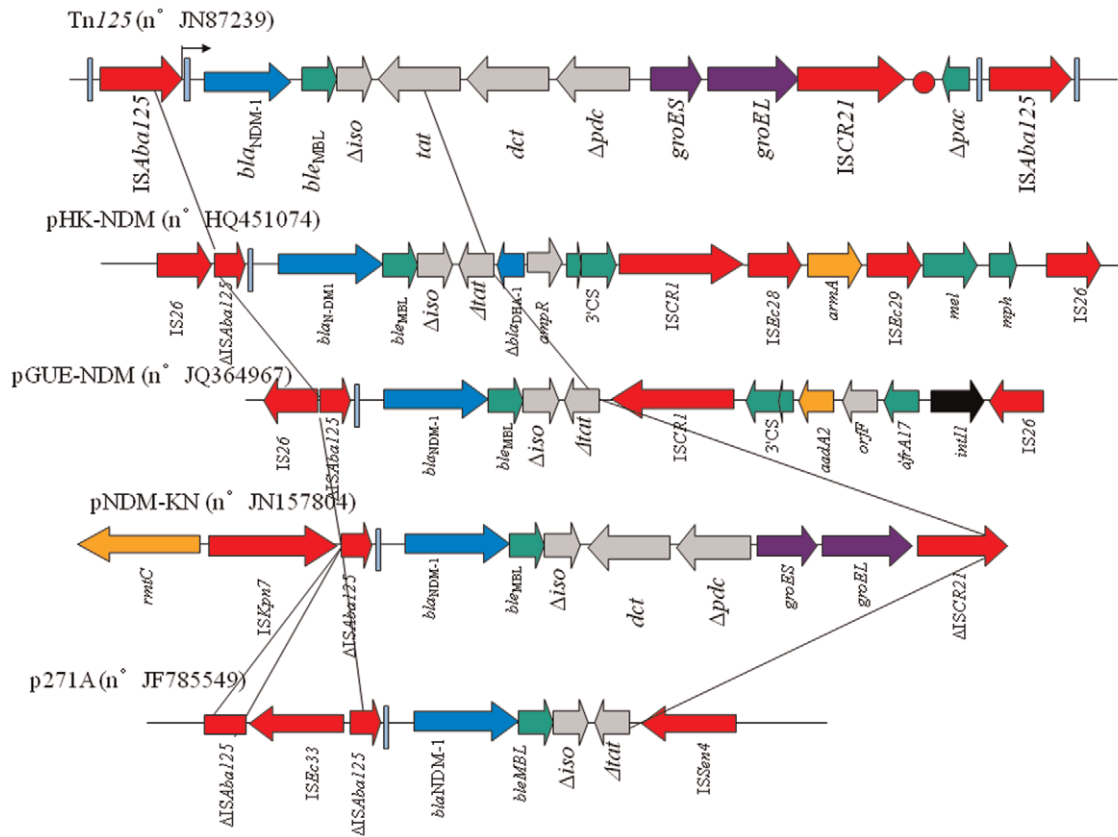 Tn125 (n° JN87239)
ISAba125 blaNDM-1 bleMBL Δiso tat dct Δpdc groES groEL ISCR21 Δpac ISAba125
pHK-NDM (n° HQ451074)
IS26 ΔISAba125 blaN-DM1 bleMBL Δiso Δtat ΔblaDHA-1 ampR 3'CS ISCR1 ISEc28 armA ISEc29 mel mph IS26
pGUE-NDM (n° JQ364967)
IS26 ΔISAba125 blaNDM-1 bleMBL Δiso Δtat ISCR1 3'CS aadA2 orfF dfrA17 intI1 IS26
pNDM-KN (n° JN157804)
rmtC ISKpn7 ΔISAba125 blaNDM-1 bleMBL Δiso dct Δpdc groES groEL ΔISCR21
p271A (n° JF785549)
ΔISAba125 ISEc33 ΔISAba125 blaNDM-1 bleMBL Δiso Δtat ISSen4